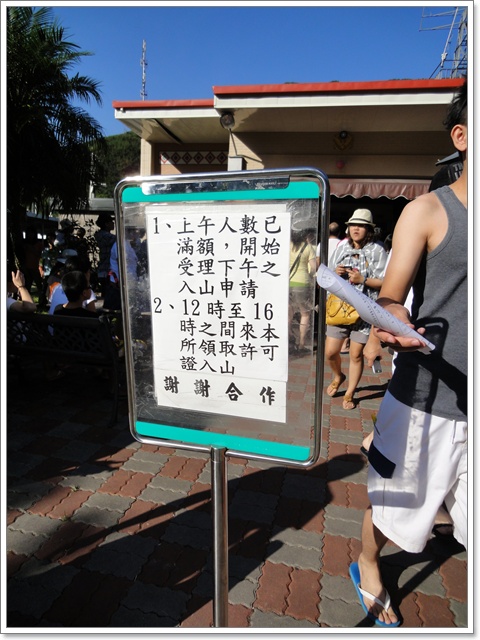 1、上午人數已
滿額，開始
受理下午之
入山申請
2、12時至16
時之間來本
所領取許可
證入山
謝謝合作